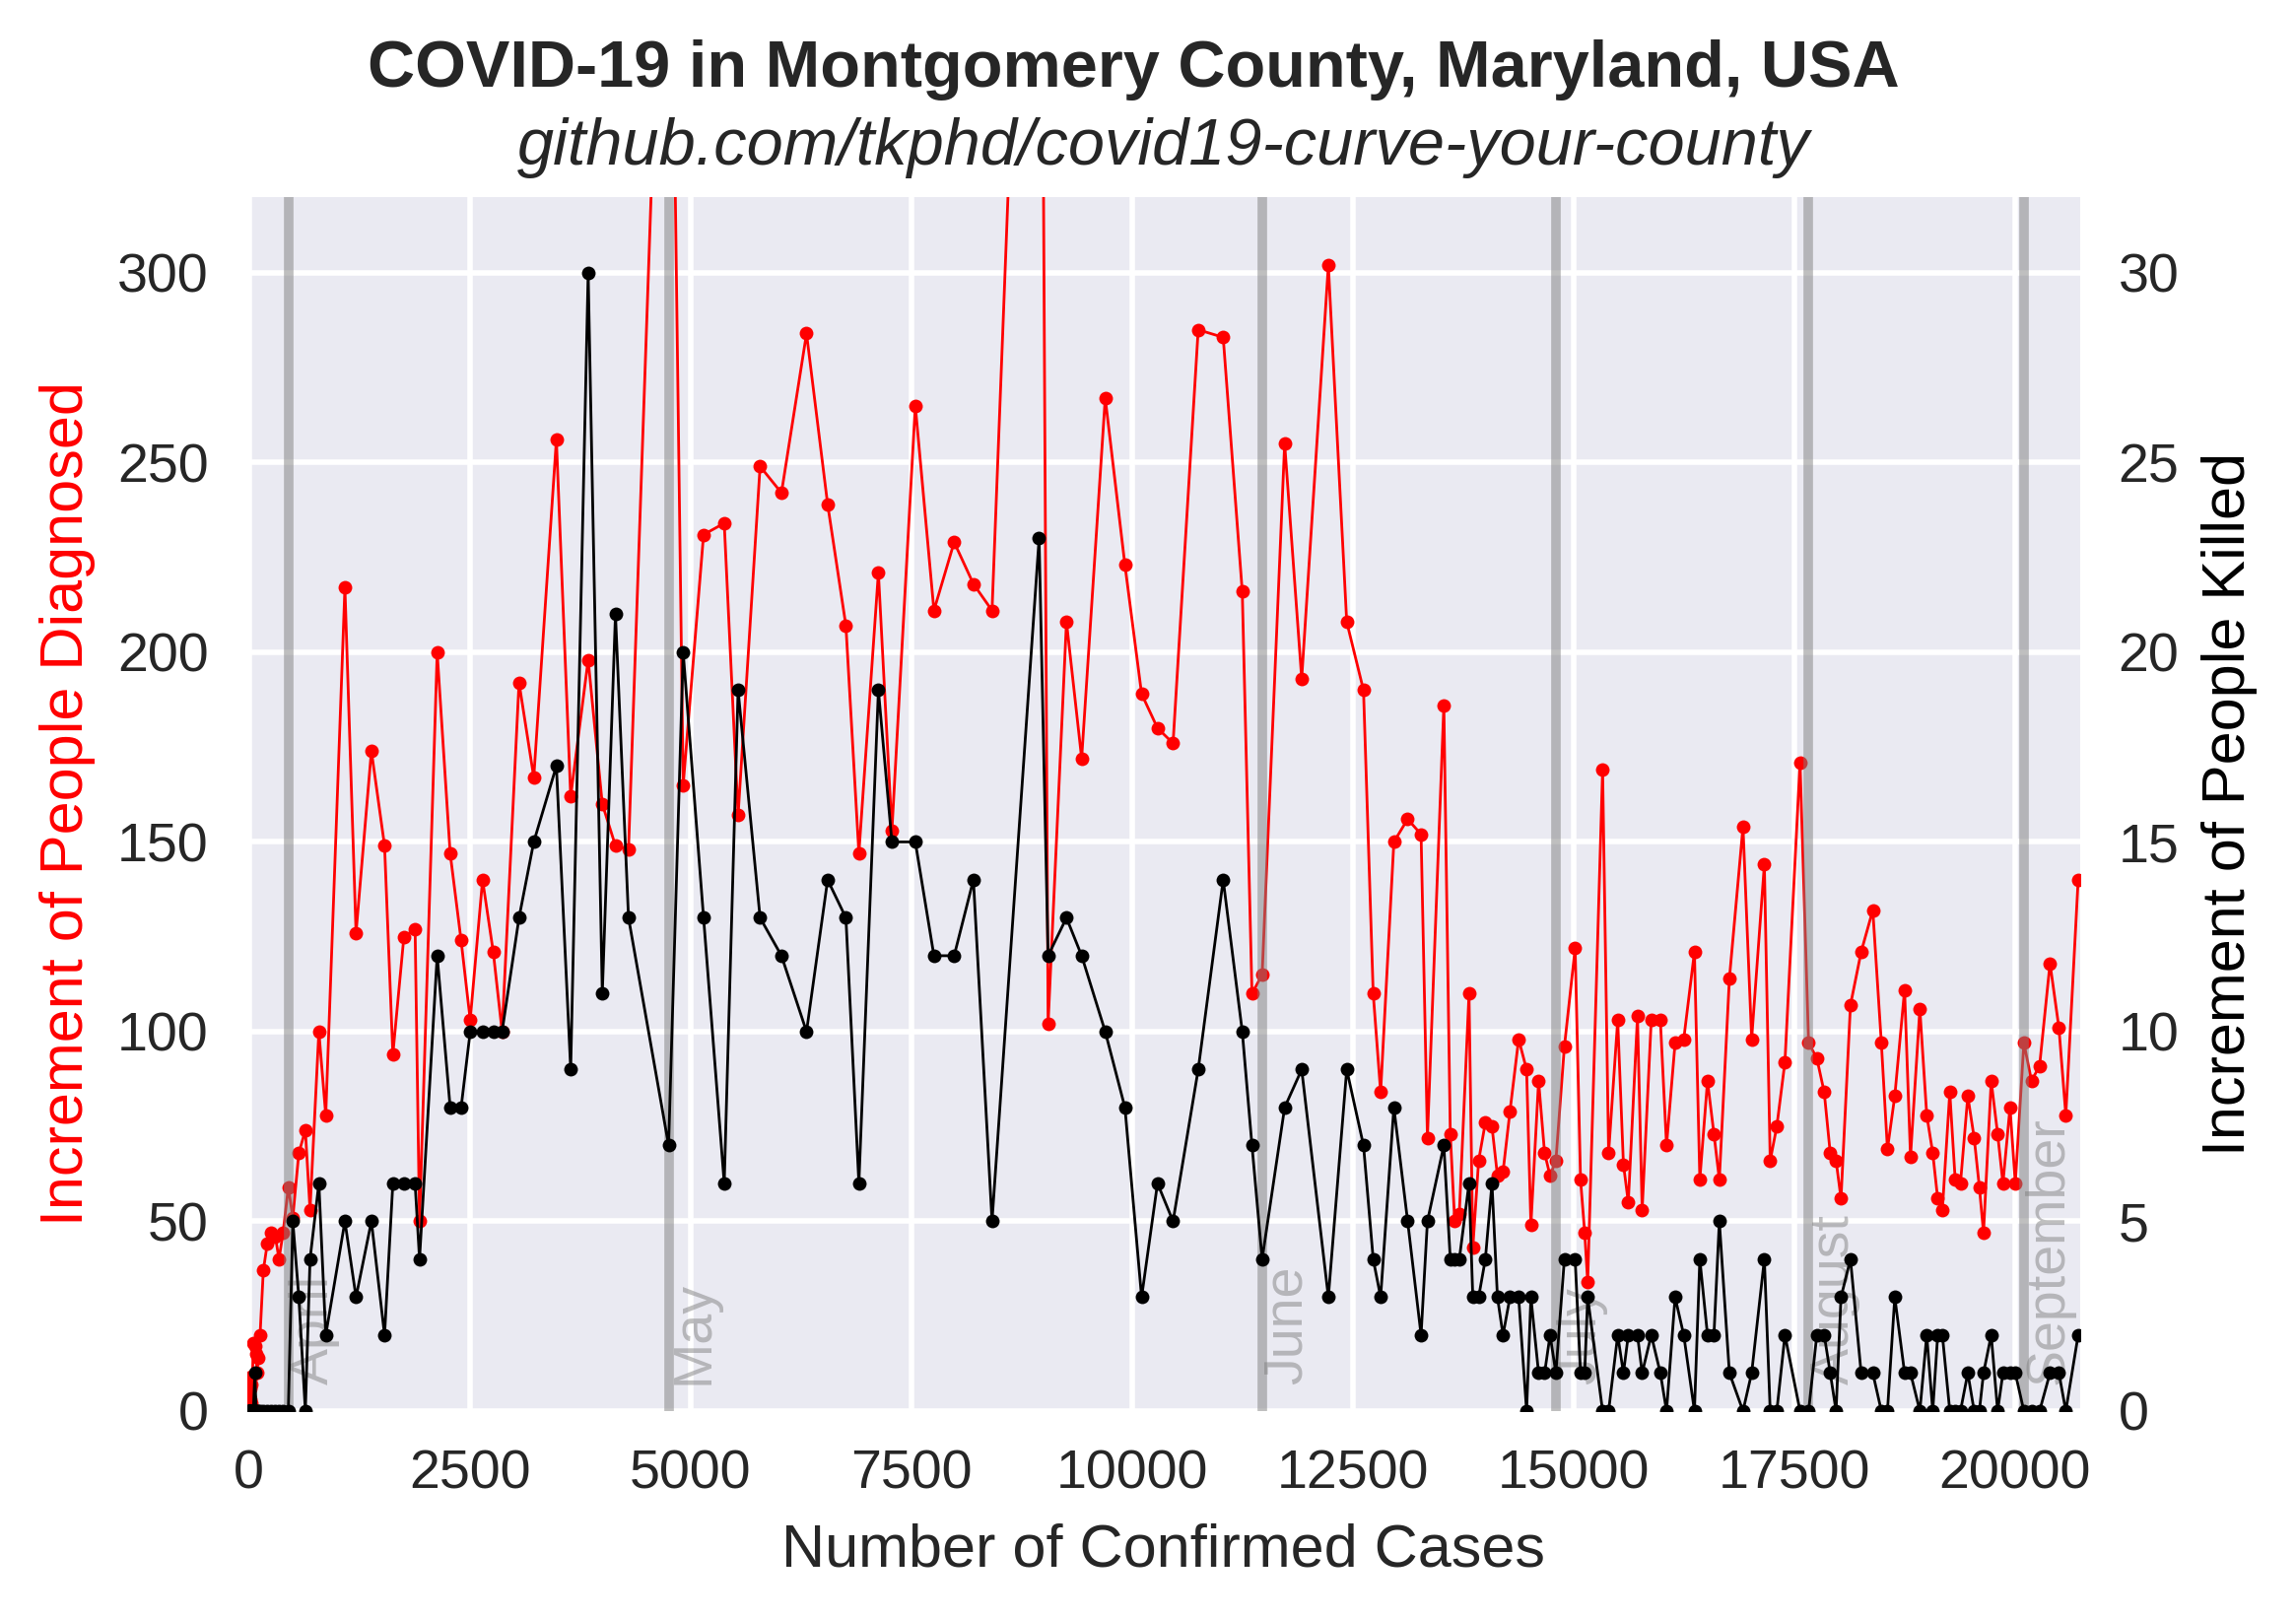 COVID-19 in Montgomery County, Maryland, USA
github.com/tkphd/covid19-curve-your-county
Increment of People Diagnosed
300
250
200
150
100
50
0
30
25
20
15
10
5
0
Increment of People Killed
April
May
June
July
August
September
0 2500 5000 7500 10000 12500 15000 17500 20000
Number of Confirmed Cases